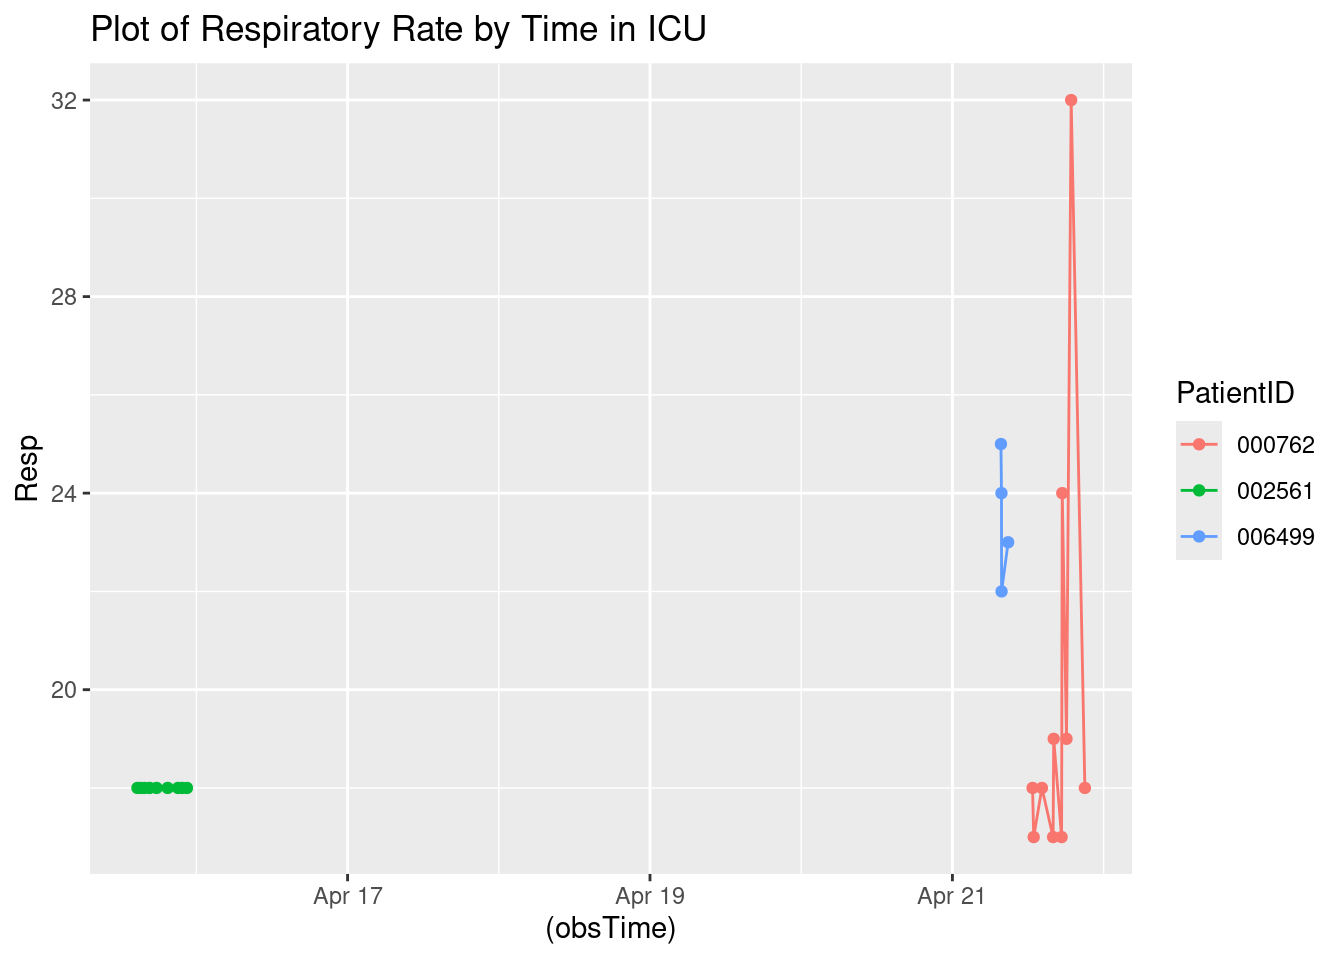 Plot of Respiratory Rate by Time in ICU
32
28
24
20
Resp
Apr 17
Apr 19
Apr 21
(obsTime)
PatientID
000762
002561
006499